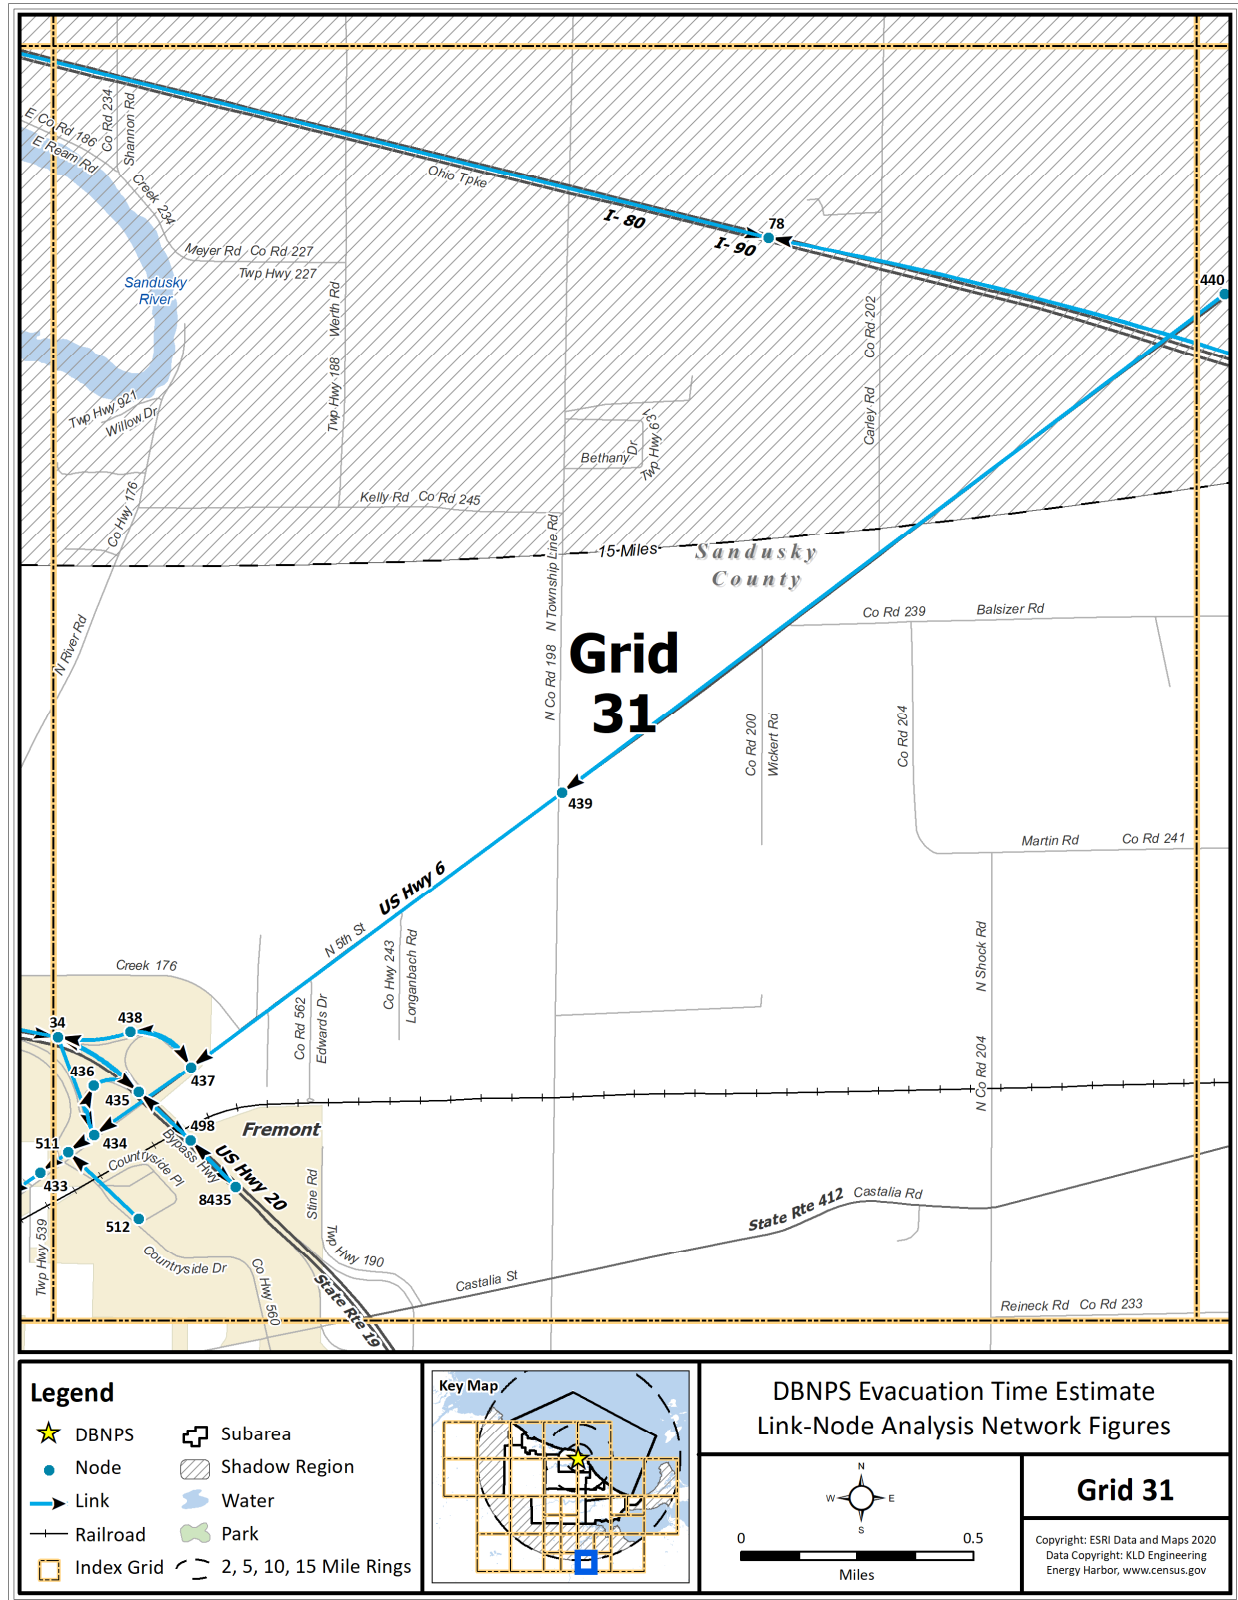 Co Rd 234
Shannon Rd
E Co Rd 186
E Ream Rd
Creek 234
Ohio Tpke
I- 80
I- 90
78
Meyer Rd Co Rd 227
Twp Hwy 227
Sandusky
River
440
Twp Hwy 188 Werth Rd
Carley Rd Co Rd 202
Twp Hwy 921
Willow Dr
Bethany Dr
Twp Hwy 63
Kelly Rd Co Rd 245
Co Hwy 176
15 Miles
Sandusky
County
N Co Rd 198 N Township Line Rd
Co Rd 239 Balsizer Rd
N River Rd
Grid
31
Co Rd 200
Wickert Rd
Co Rd 204
439
Martin Rd Co Rd 241
US Hwy 6
N 5th St
Co Hwy 243
Longanbach Rd
N Shock Rd
N Co Rd 204
Creek 176
Co Rd 562
Edwards Dr
34
438
436
437
435
498
434
511
433
512
8435
Fremont
Bypass Hwy
US Hwy 20
Countryside Pl
Countryside Dr
Stine Rd
Twp Hwy 190
Twp Hwy 539
Co Hwy 560
State Rte 19
Castalia St
State Rte 412
Castalia Rd
Reineck Rd Co Rd 233
Legend
DBNPS
Node
Link
Railroad
Index Grid
Subarea
Shadow Region
Water
Park
2, 5, 10, 15 Mile Rings
Key Map
DBNPS Evacuation Time Estimate
Link-Node Analysis Network Figures
N
W E
S
0 0.5
Miles
Grid 31
Copyright: ESRI Data and Maps 2020
Data Copyright: KLD Engineering
Energy Harbor, www.census.gov